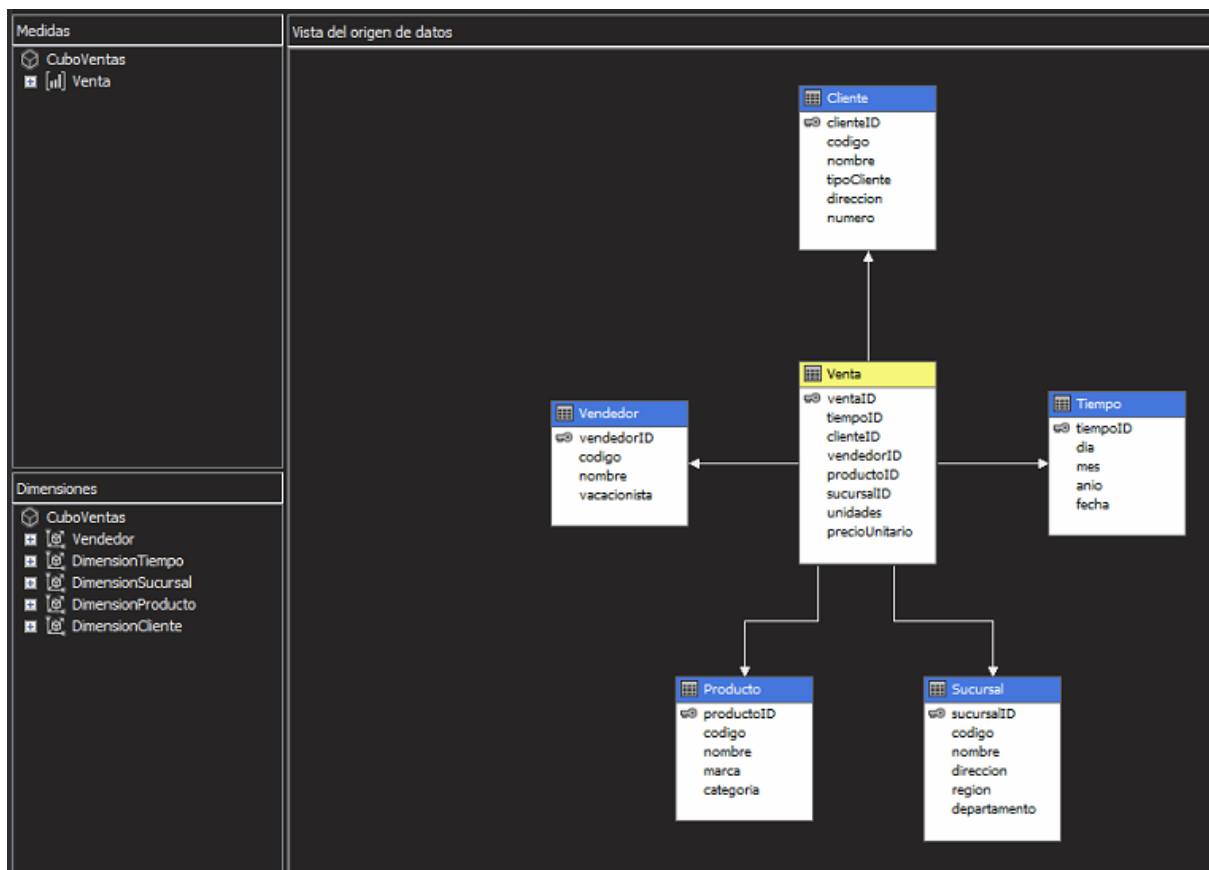 Medidas
CuboVentas
Venta
Dimensiones
CuboVentas
Vendedor
DimensionTiempo
DimensionSucursal
DimensionProducto
DimensionCliente
Vista del origen de datos
Cliente
clienteID
codigo
nombre
tipoCliente
direccion
numero
Vendedor
vendedorID
codigo
nombre
vacacionista
Venta
ventaID
tiempoID
clienteID
vendedorID
productoID
sucursalID
unidades
precioUnitario
Tiempo
tiempoID
dia
mes
anio
fecha
Producto
productoID
codigo
nombre
marca
categoria
Sucursal
sucursalID
codigo
nombre
direccion
region
departamento